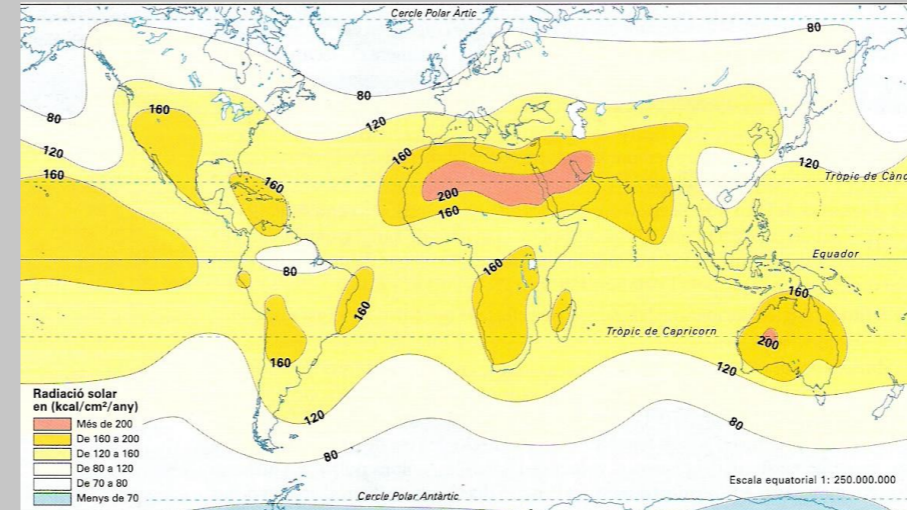 Cercle Polar Àrtic
80
80
80
120
120
160
160
160
160
200
160
160
120
Tròpic de Cànc
Equador
80
160
160
160
160
200
Tròpic de Capricorn
120
120
80
80
Radiació solar
en (kcal/cm²/any)
Més de 200
De 160 a 200
De 120 a 160
De 80 a 120
De 70 a 80
Menys de 70
Cercle Polar Antàrtic
Escala equatorial 1: 250.000.000